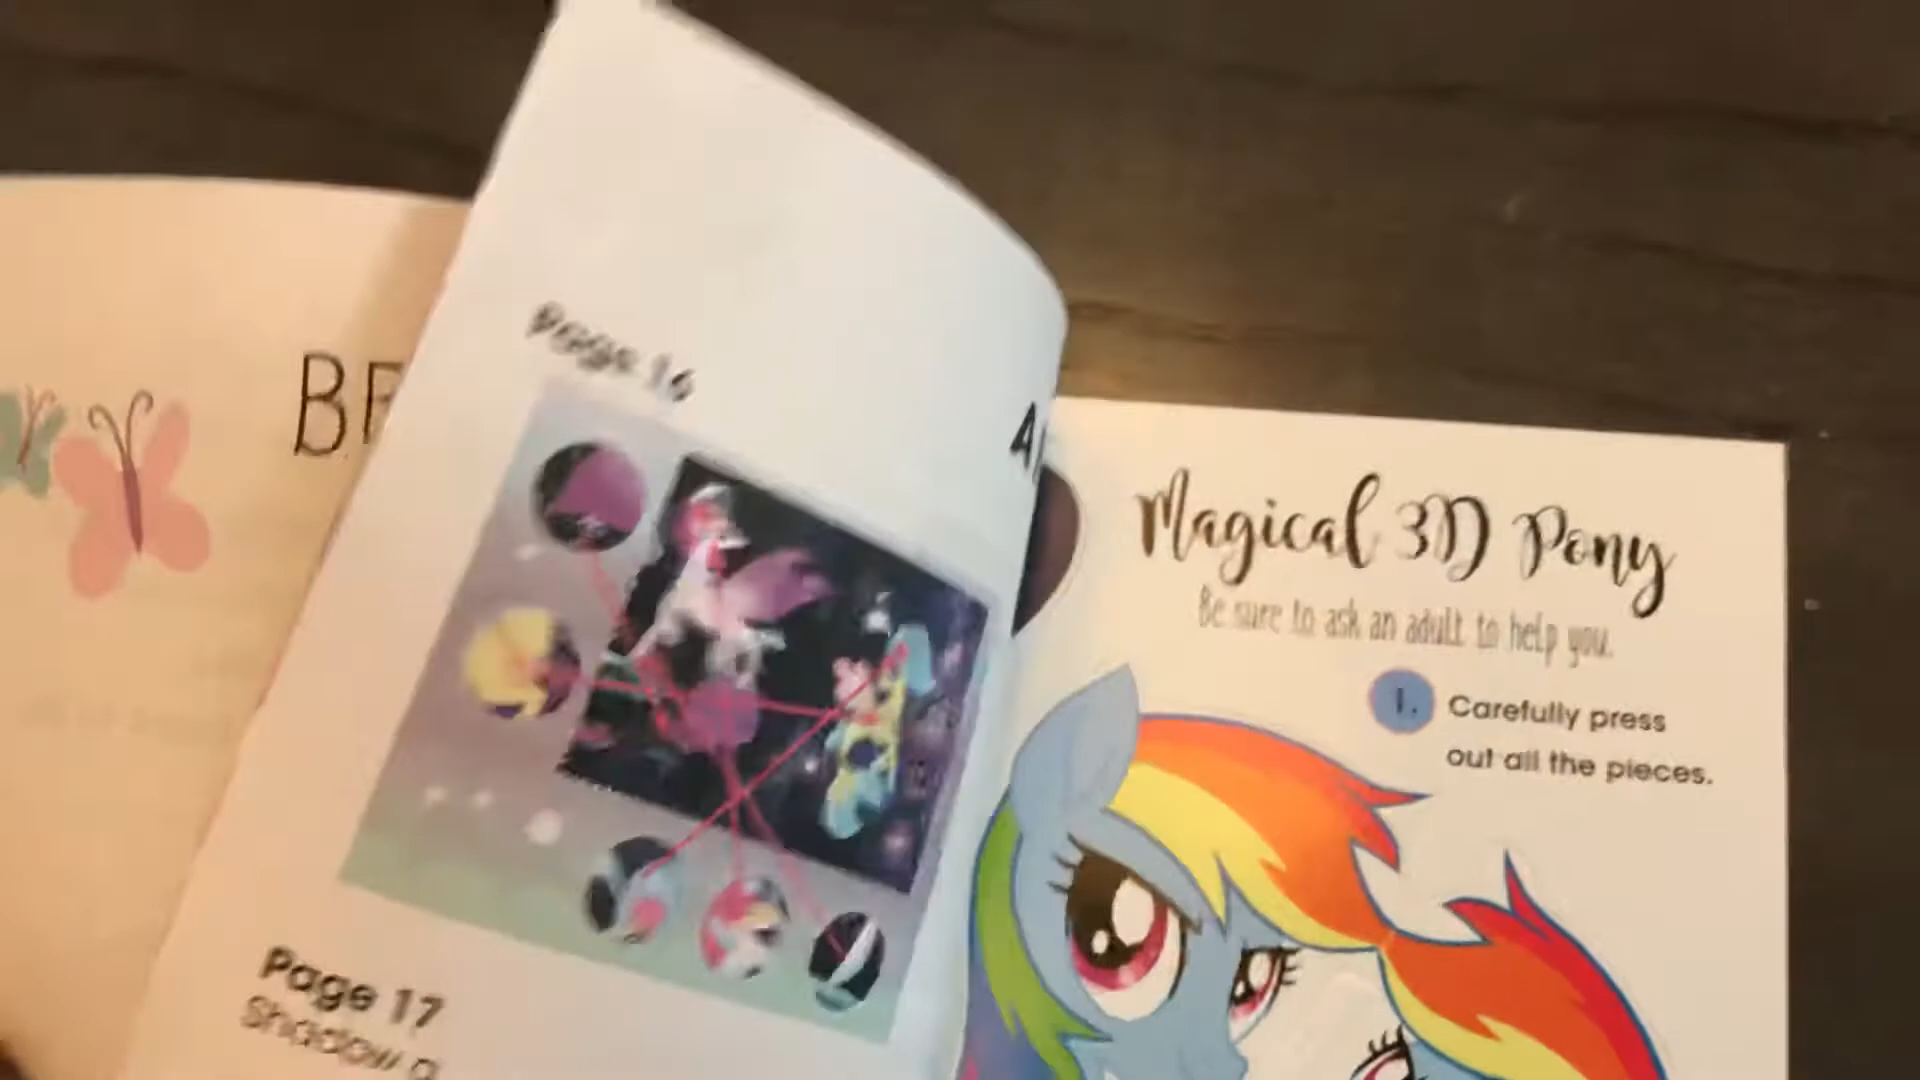 Page 16
Page 17
Shadow a
Magical 3D Pony
Be sure to ask an adult to help you.
1. Carefully press
out all the pieces.